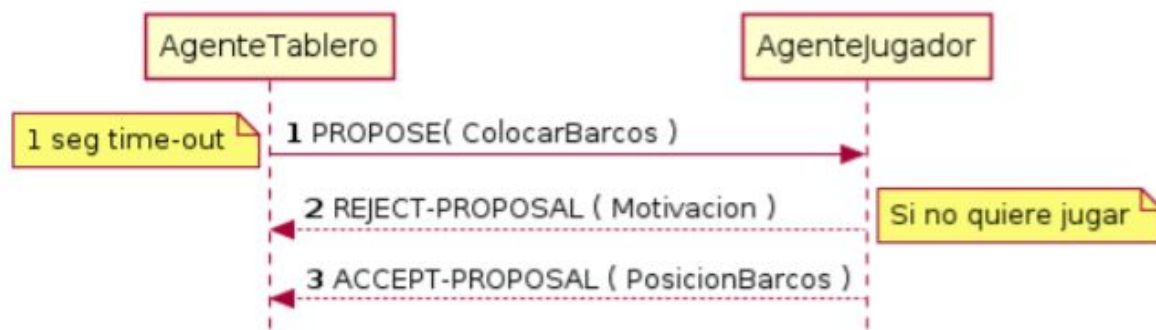 AgenteTablero
AgenteJugador
1 seg time-out
1 PROPOSE( ColocarBarcos )
2 REJECT-PROPOSAL ( Motivacion )
Si no quiere jugar
3 ACCEPT-PROPOSAL ( PosicionBarcos )